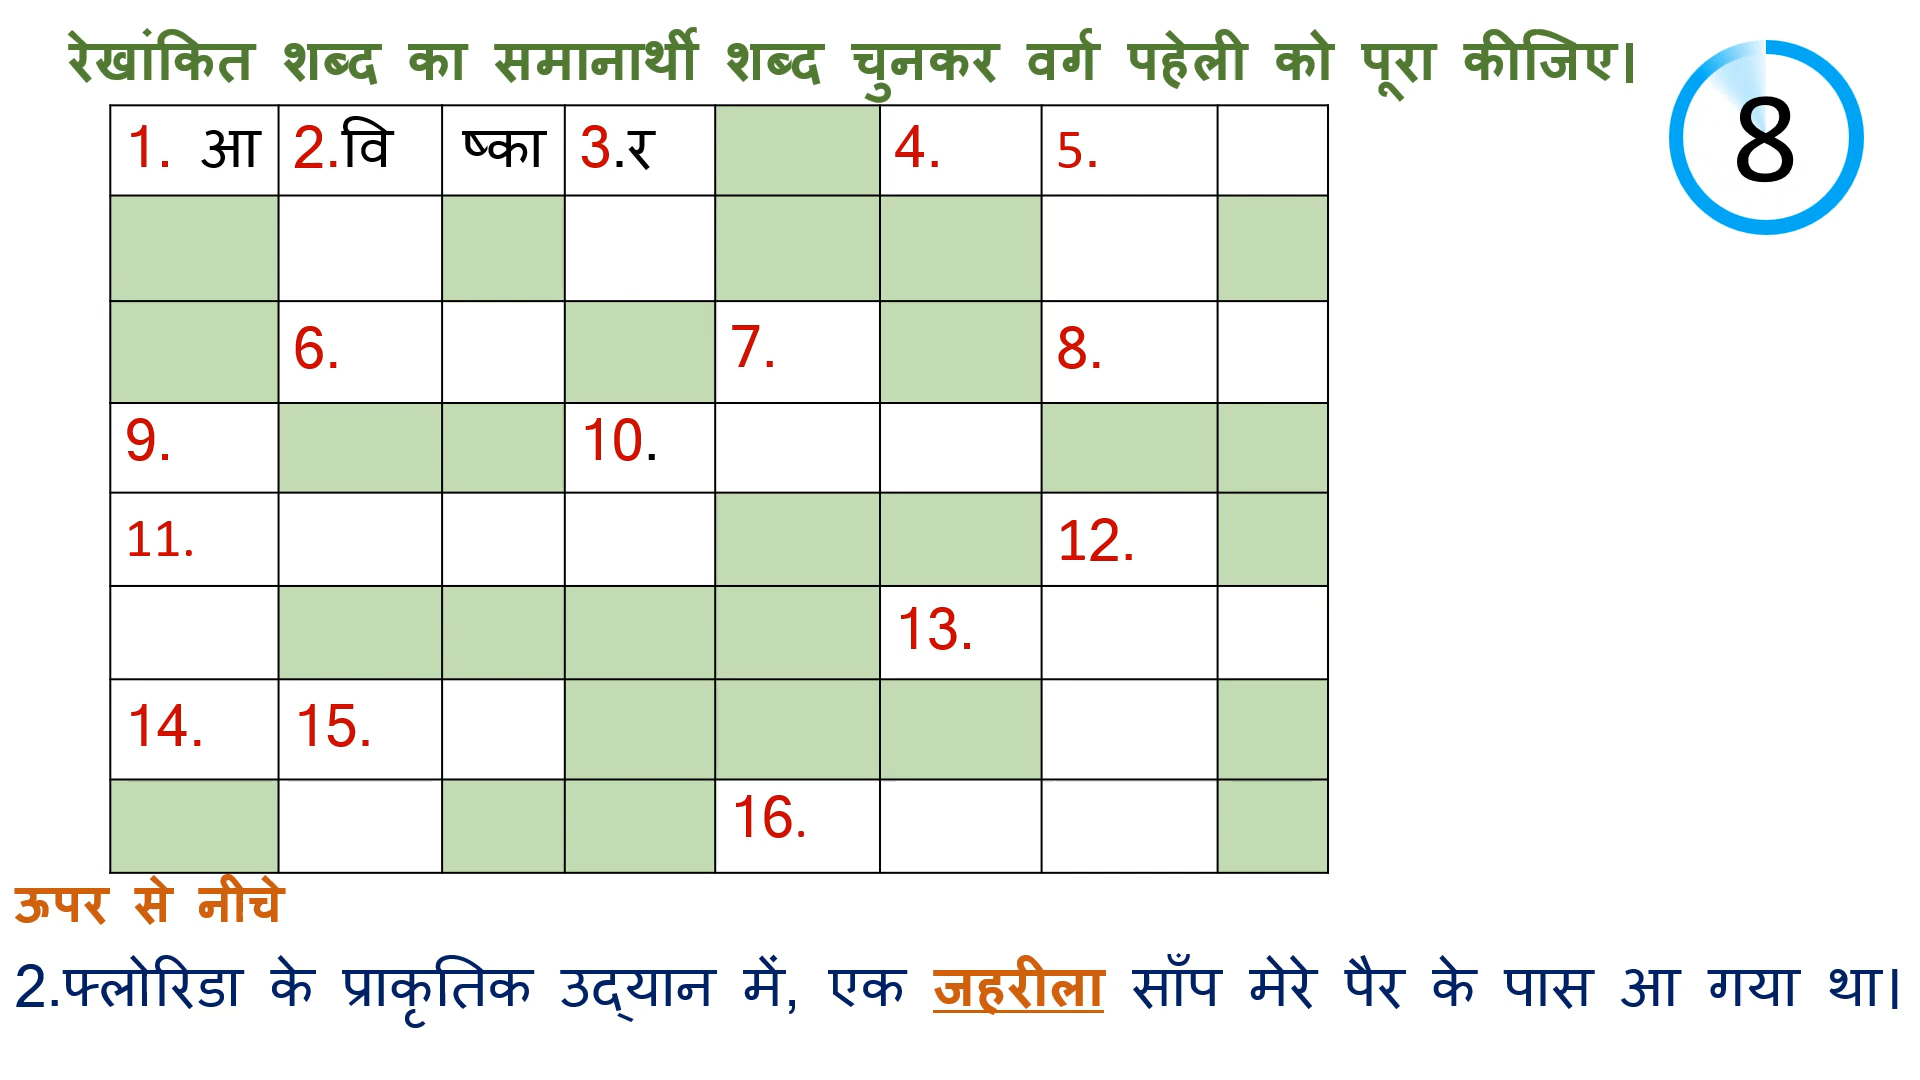 रेखांकित शब्द का समानार्थी शब्द चुनकर वर्ग पहेली को पूरा कीजिए।
8
1. आ 2.वि ष्का 3.र 4. 5.
6. 7. 8.
9. 10.
11. 12.
13.
14. 15.
16.
ऊपर से नीचे
2.फ्लोरिडा के प्राकृतिक उद्‌यान में, एक जहरीला साँप मेरे पैर के पास आ गया था।